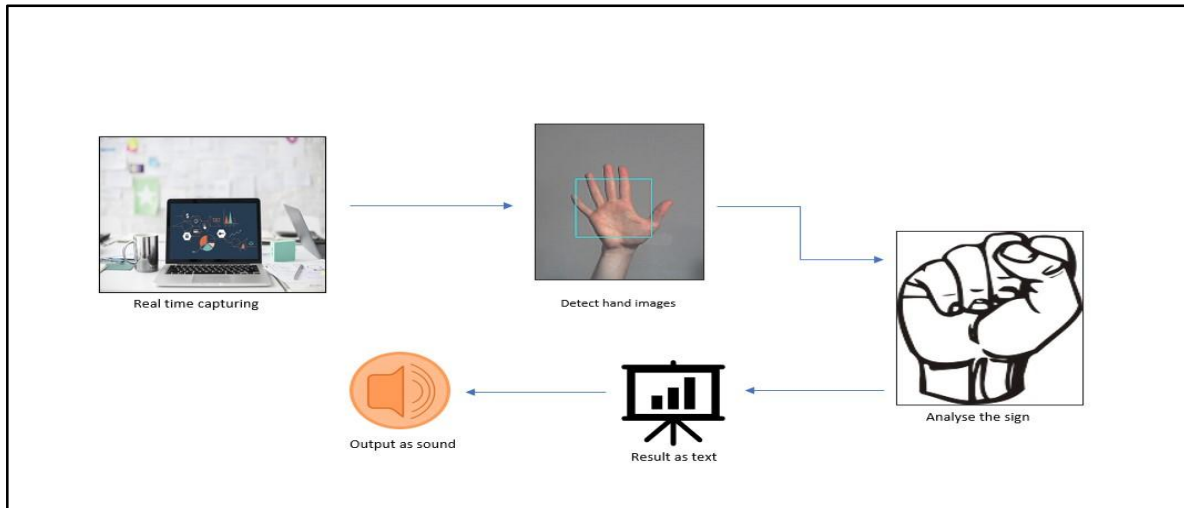 Real time capturing
Detect hand images
Analyse the sign
Result as text
Output as sound